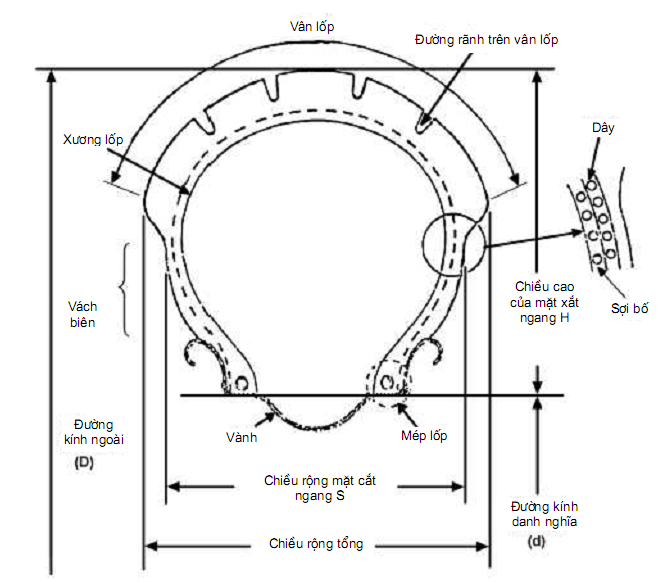 Vân lốp
Đường rãnh trên vân lốp
Xương lốp
Dây
Chiều cao
của mặt xắt
ngang H
Sợi bố
Vách
biên
Đường
kính ngoài
(D)
Vành
Mép lốp
Chiều rộng mặt cắt
ngang S
Đường kính
danh nghĩa
(d)
Chiều rộng tổng